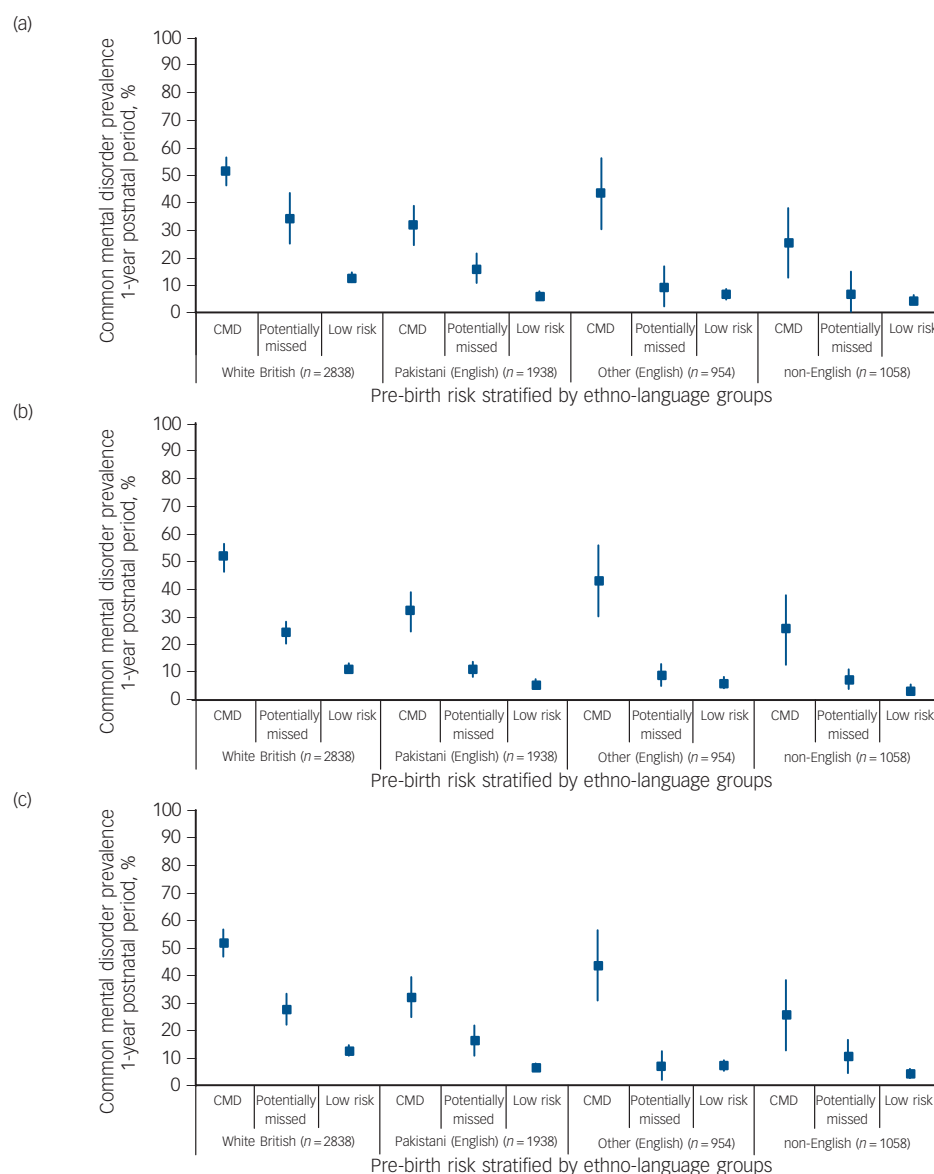 (a)
Common mental disorder prevalence
1-year postnatal period, %
100
90
80
70
60
50
40
30
20
10
0
CMD Potentially missed Low risk CMD Potentially missed Low risk CMD Potentially missed Low risk CMD Potentially missed Low risk
White British (n = 2838) Pakistani (English) (n = 1938) Other (English) (n = 954) non-English (n = 1058)
Pre-birth risk stratified by ethno-language groups
(b)
Common mental disorder prevalence
1-year postnatal period, %
100
90
80
70
60
50
40
30
20
10
0
CMD Potentially missed Low risk CMD Potentially missed Low risk CMD Potentially missed Low risk CMD Potentially missed Low risk
White British (n = 2838) Pakistani (English) (n = 1938) Other (English) (n = 954) non-English (n = 1058)
Pre-birth risk stratified by ethno-language groups
(c)
Common mental disorder prevalence
1-year postnatal period, %
100
90
80
70
60
50
40
30
20
10
0
CMD Potentially missed Low risk CMD Potentially missed Low risk CMD Potentially missed Low risk CMD Potentially missed Low risk
White British (n = 2838) Pakistani (English) (n = 1938) Other (English) (n = 954) non-English (n = 1058)
Pre-birth risk stratified by ethno-language groups